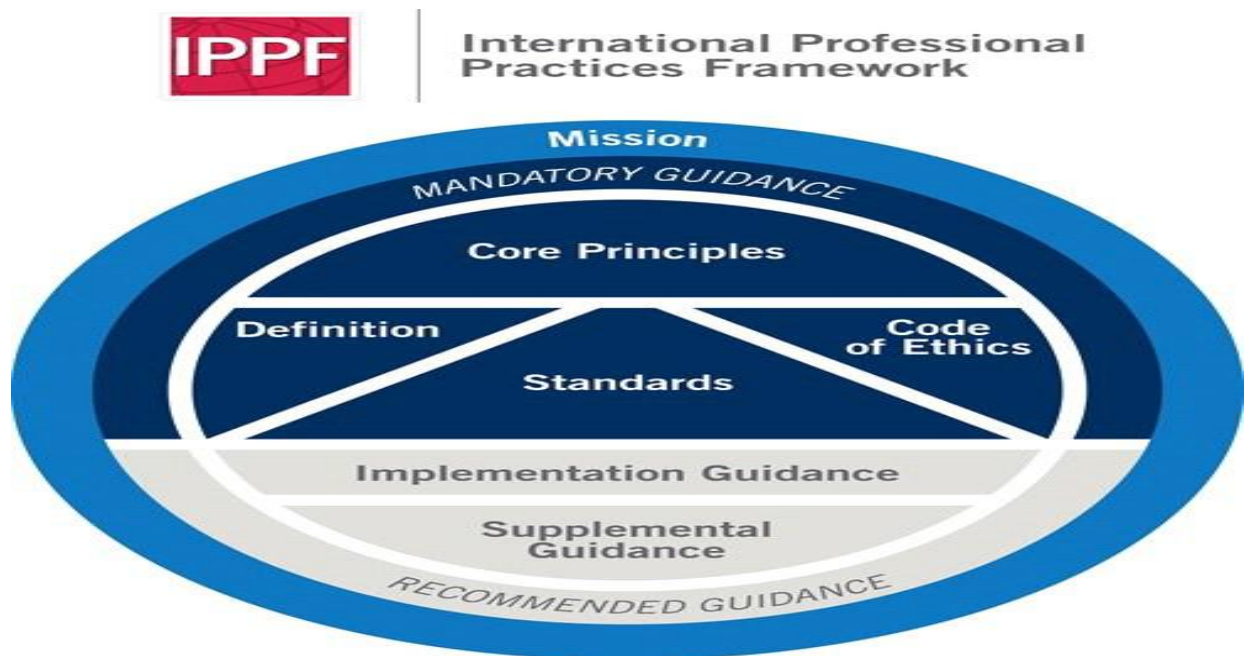 IPPF
International Professional
Practices Framework
Mission
MANDATORY GUIDANCE
Core Principles
Definition
Code
of Ethics
Standards
Implementation Guidance
Supplemental
Guidance
RECOMMENDED GUIDANCE